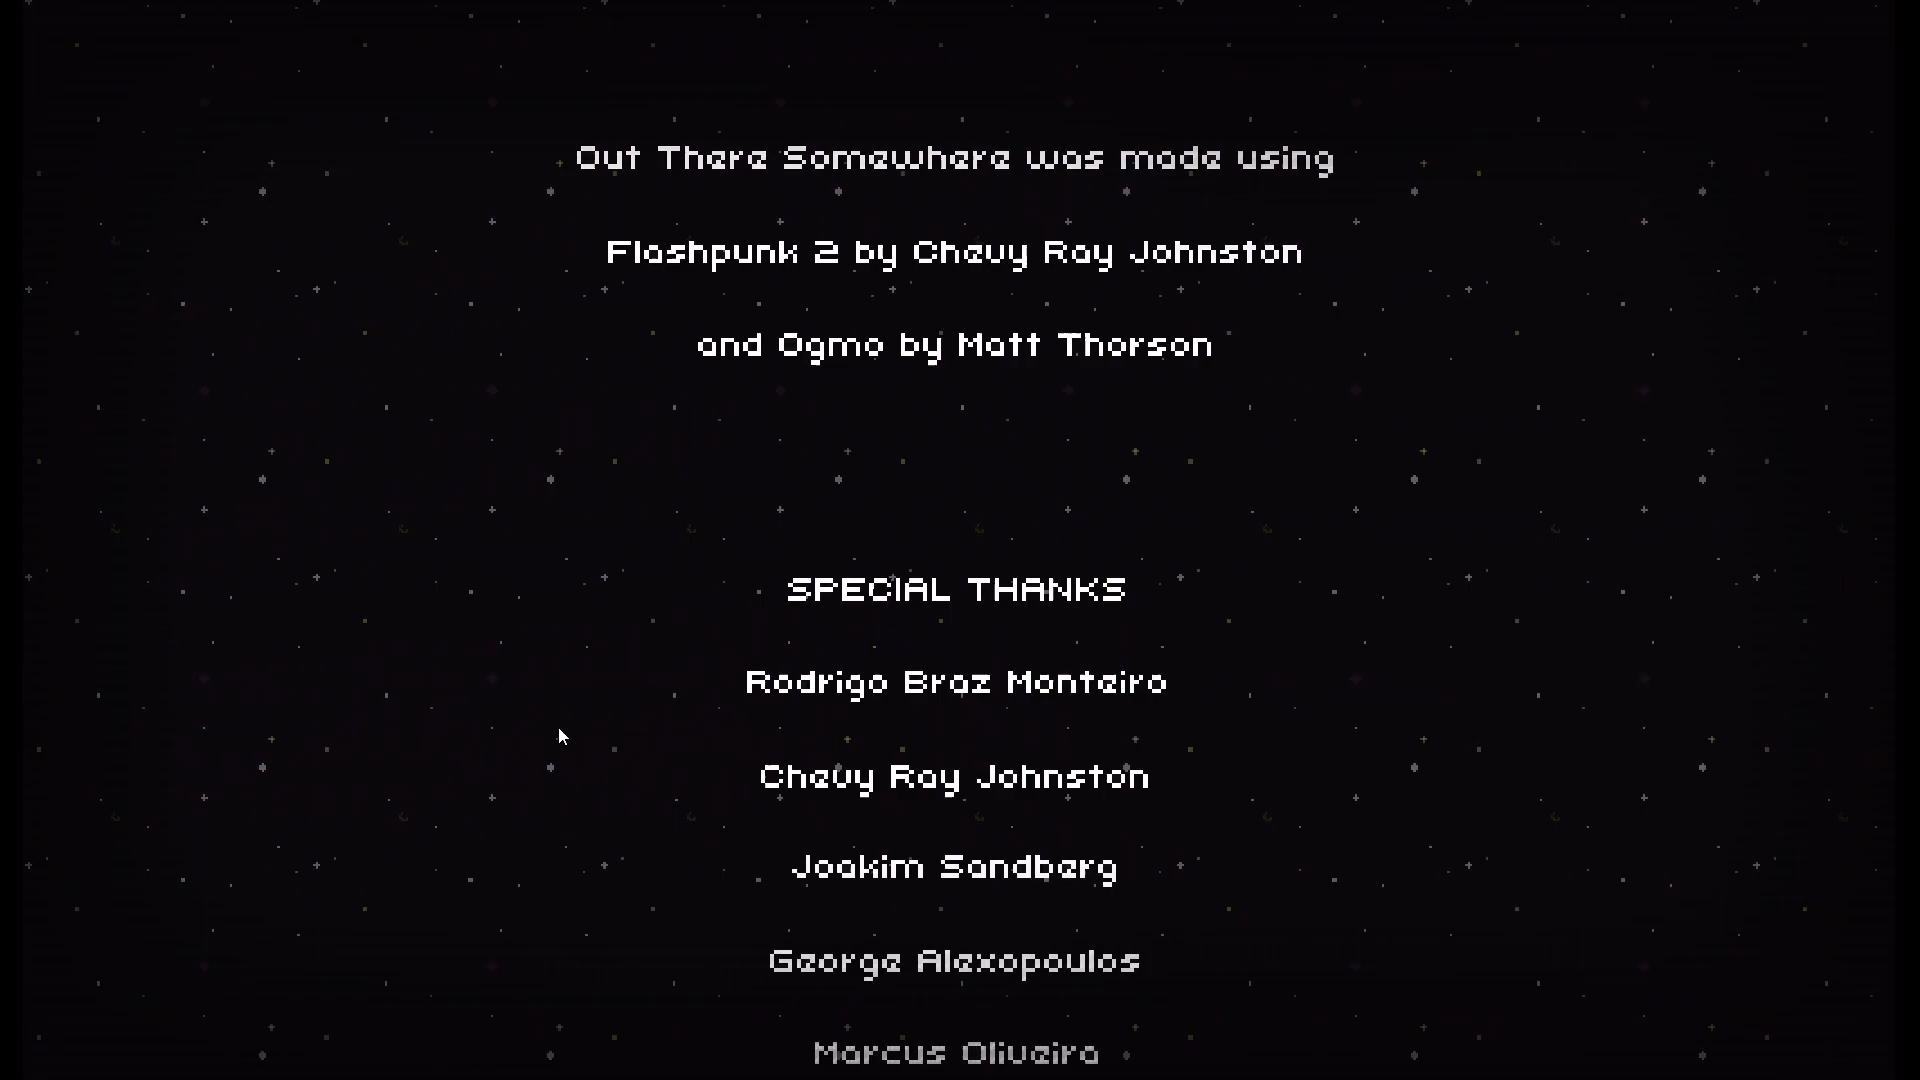 Out There Somewhere was made using
Flashpunk 2 by Chevy Ray Johnston
and Ogmo by Matt Thorson
SPECIAL THANKS
Rodrigo Braz Monteiro
Chevy Ray Johnston
Joakim Sandberg
George Alexopoulos
Marcus Oliveira